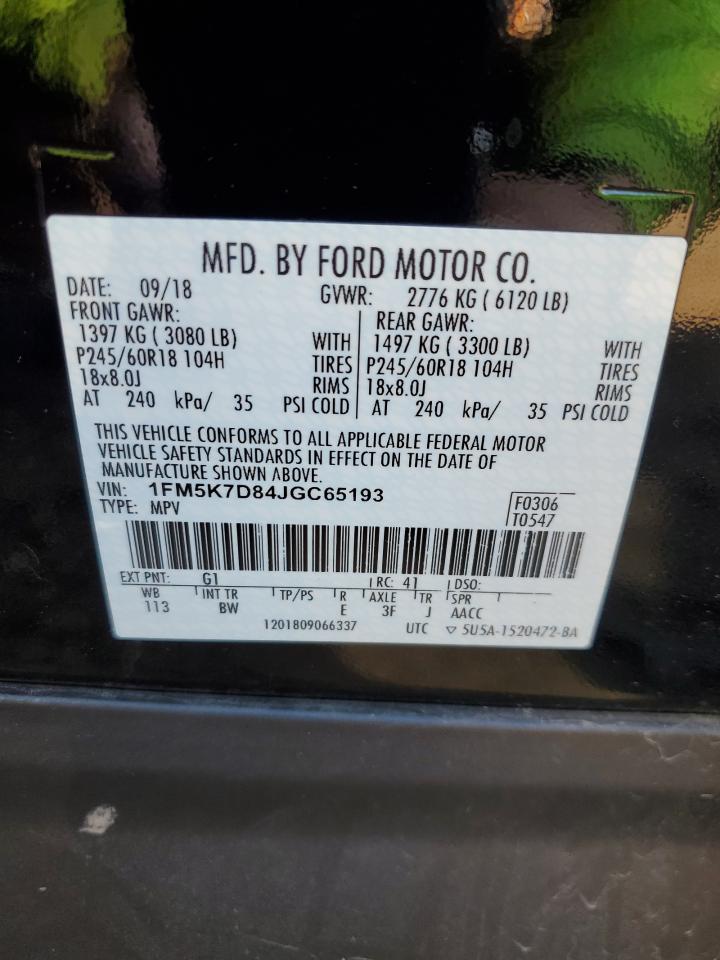 MFD. BY FORD MOTOR CO.
DATE: 09/18 GVWR: 2776 KG ( 6120 LB)
FRONT GAWR:
1397 KG ( 3080 LB) WITH
P245/60R18 104H TIRES
18x8.0J RIMS
AT 240 kPa/ 35 PSI COLD
REAR GAWR:
1497 KG ( 3300 LB) WITH
P245/60R18 104H TIRES
18x8.0J RIMS
AT 240 kPa/ 35 PSI COLD
THIS VEHICLE CONFORMS TO ALL APPLICABLE FEDERAL MOTOR
VEHICLE SAFETY STANDARDS IN EFFECT ON THE DATE OF
MANUFACTURE SHOWN ABOVE.
VIN: 1FM5K7D84JGC65193
TYPE: MPV
F0306
T0547
EXT PNT: G1 RC: 41 DSO:
WB INT TR TP/PS R AXLE TR SPR
113 BW E 3F J AACC
1201809066337 UTC ▽ 5U5A-1520472-BA